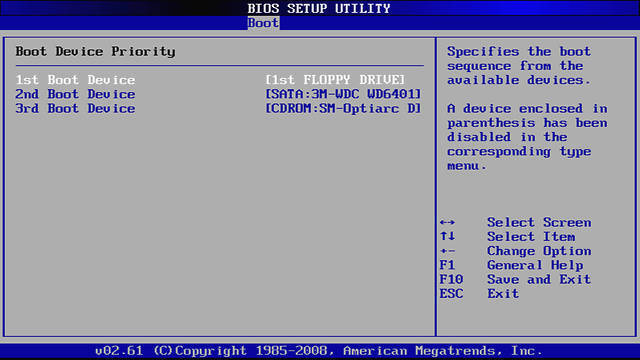 BIOS SETUP UTILITY
Boot
Boot Device Priority
1st Boot Device [1st FLOPPY DRIVE]
2nd Boot Device [SATA:3M-WDC WD6401]
3rd Boot Device [CDROM:SM-Optiarc D]
Specifies the boot
sequence from the
available devices.
A device enclosed in
parenthesis has been
disabled in the
corresponding type
menu.
←→ Select Screen
↑↓ Select Item
+- Change Option
F1 General Help
F10 Save and Exit
ESC Exit
v02.61 (C)Copyright 1985-2008, American Megatrends, Inc.